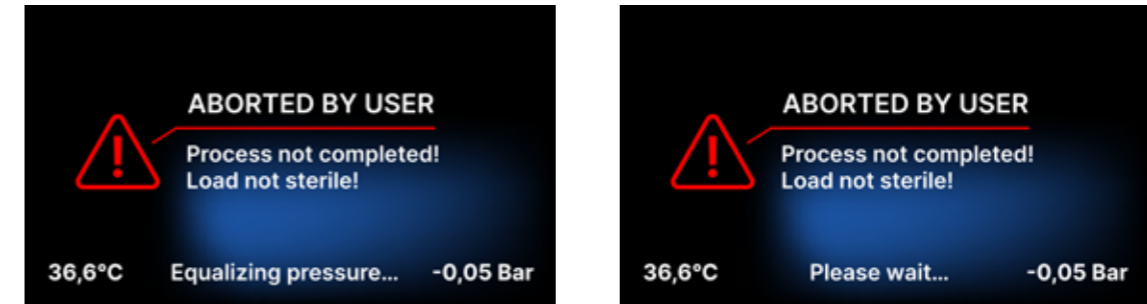 ABORTED BY USER
Process not completed!
Load not sterile!
36,6°C Equalizing pressure... -0,05 Bar
ABORTED BY USER
Process not completed!
Load not sterile!
36,6°C Please wait... -0,05 Bar